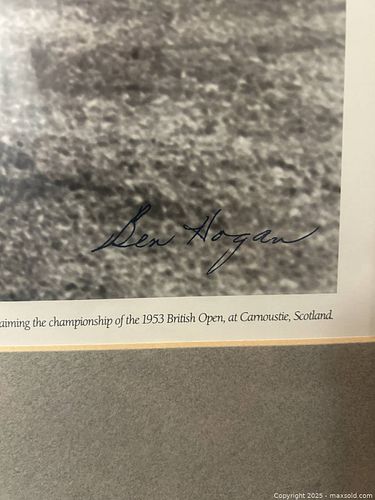 Ben Hogan
aiming the championship of the 1953 British Open, at Carnoustie, Scotland.
Copyright 2025 - maxsold.com